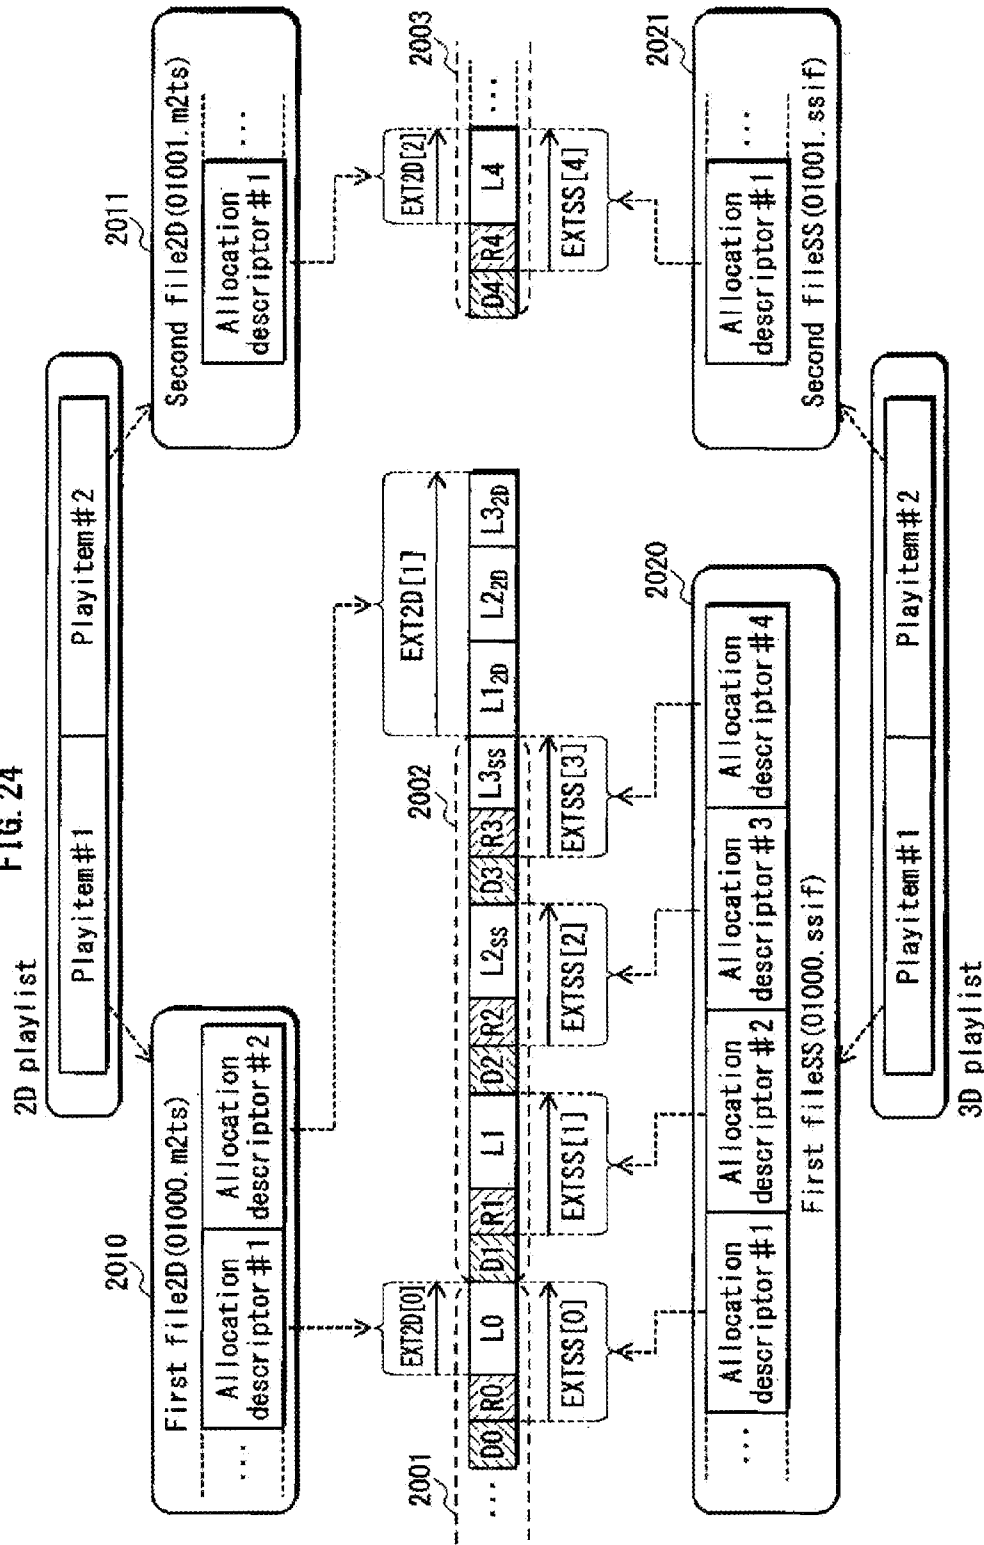 FIG. 24
2D playlist
Playitem#1 Playitem#2
2010
2011
First file2D(01000.m2ts)
... Allocation descriptor#1 Allocation descriptor#2
Second file2D(01001.m2ts)
Allocation descriptor#1 ...
EXT2D[0] EXT2D[1] EXT2D[2]
2001 2002 2003
... D0 R0 L0 D1 R1 L1 D2 R2 L2SS D3 R3 L3SS L12D L22D L32D D4 R4 L4 ...
EXTSS[0] EXTSS[1] EXTSS[2] EXTSS[3] EXTSS[4]
2020
2021
... Allocation descriptor#1 Allocation descriptor#2 Allocation descriptor#3 Allocation descriptor#4
First fileSS(01000.ssif)
Allocation descriptor#1 ...
Second fileSS(01001.ssif)
Playitem#1 Playitem#2
3D playlist